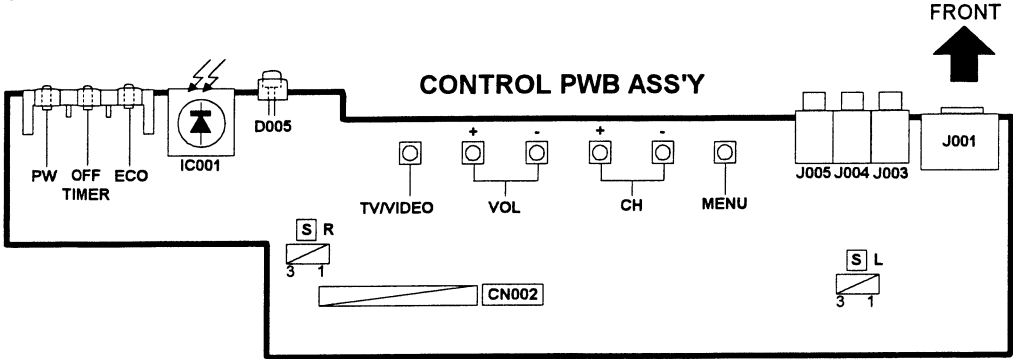 FRONT
CONTROL PWB ASS'Y
D005
IC001
J001
J005 J004 J003
+ - + -
PW OFF TIMER ECO
TV/VIDEO VOL CH MENU
S R
3 1
CN002
S L
3 1